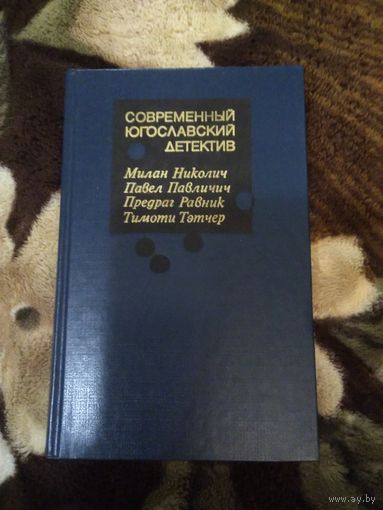 СОВРЕМЕННЫЙ
ЮГОСЛАВСКИЙ
ДЕТЕКТИВ
Милан Николич
Павел Павличич
Предраг Равник
Тимоти Тэтчер
www.ay.by